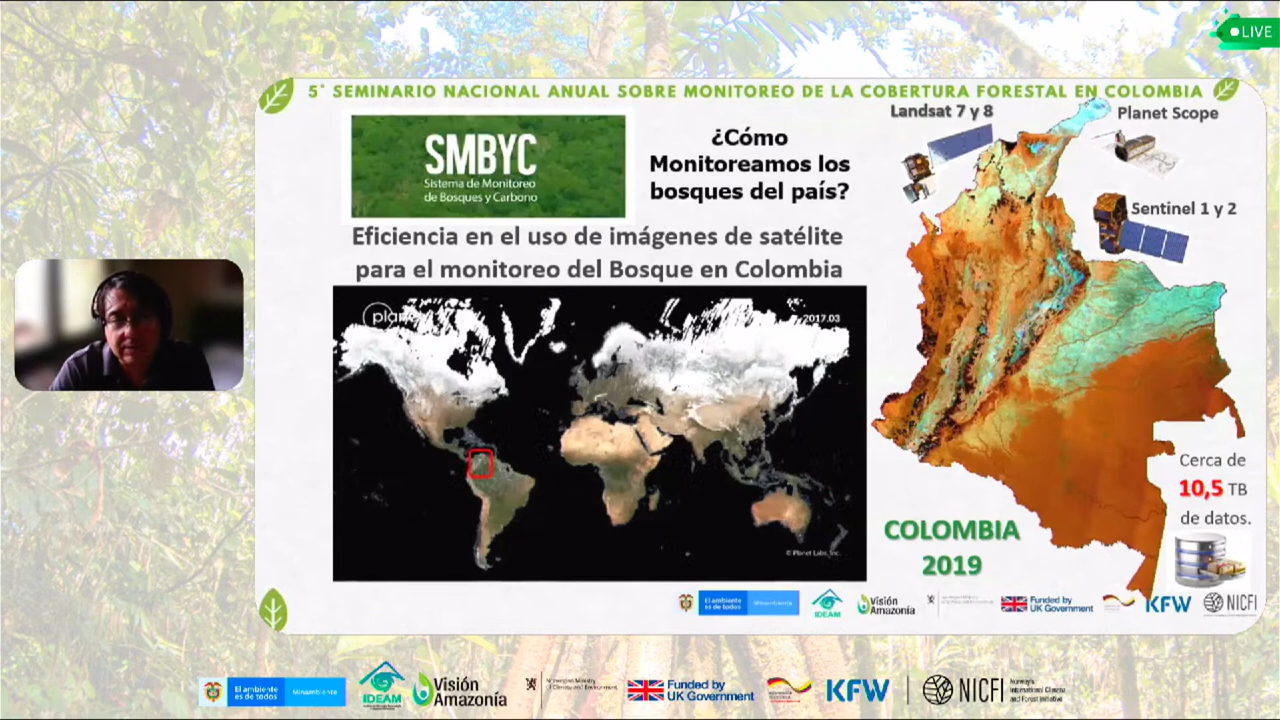 LIVE
5° SEMINARIO NACIONAL ANUAL SOBRE MONITOREO DE LA COBERTURA FORESTAL EN COLOMBIA
SMBYC
Sistema de Monitoreo
de Bosques y Carbono
¿Cómo
Monitoreamos los
bosques del país?
Eficiencia en el uso de imágenes de satélite
para el monitoreo del Bosque en Colombia
2017.03
© Planet Labs, Inc.
Landsat 7 y 8
Planet Scope
Sentinel 1 y 2
Cerca de
10,5 TB
de datos.
COLOMBIA
2019
El ambiente
es de todos
Minambiente
IDEAM
Visión
Amazonía
Funded by
UK Government
KFW
NICFI
El ambiente
es de todos
Minambiente
IDEAM
Visión
Amazonía
Norwegian Ministry
of Climate and Environment
Funded by
UK Government
KFW
NICFI
Norway's
International Climate
and Forest Initiative